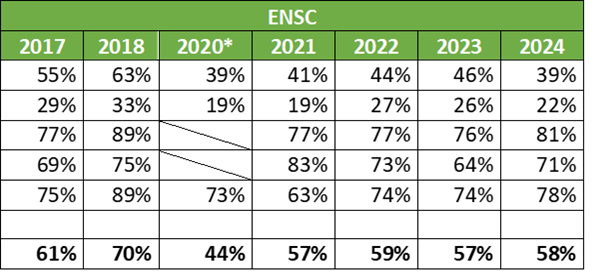 ENSC
2017 2018 2020* 2021 2022 2023 2024
55% 63% 39% 41% 44% 46% 39%
29% 33% 19% 19% 27% 26% 22%
77% 89% 77% 77% 76% 81%
69% 75% 83% 73% 64% 71%
75% 89% 73% 63% 74% 74% 78%
61% 70% 44% 57% 59% 57% 58%